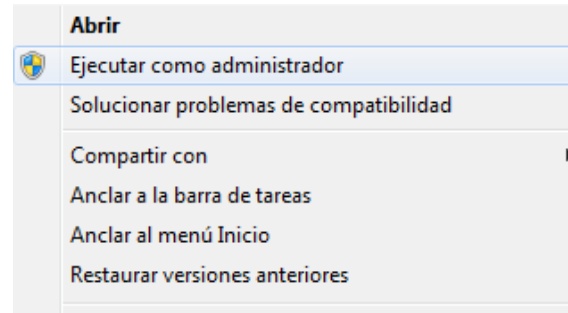 Abrir
Ejecutar como administrador
Solucionar problemas de compatibilidad
Compartir con
Anclar a la barra de tareas
Anclar al menú Inicio
Restaurar versiones anteriores